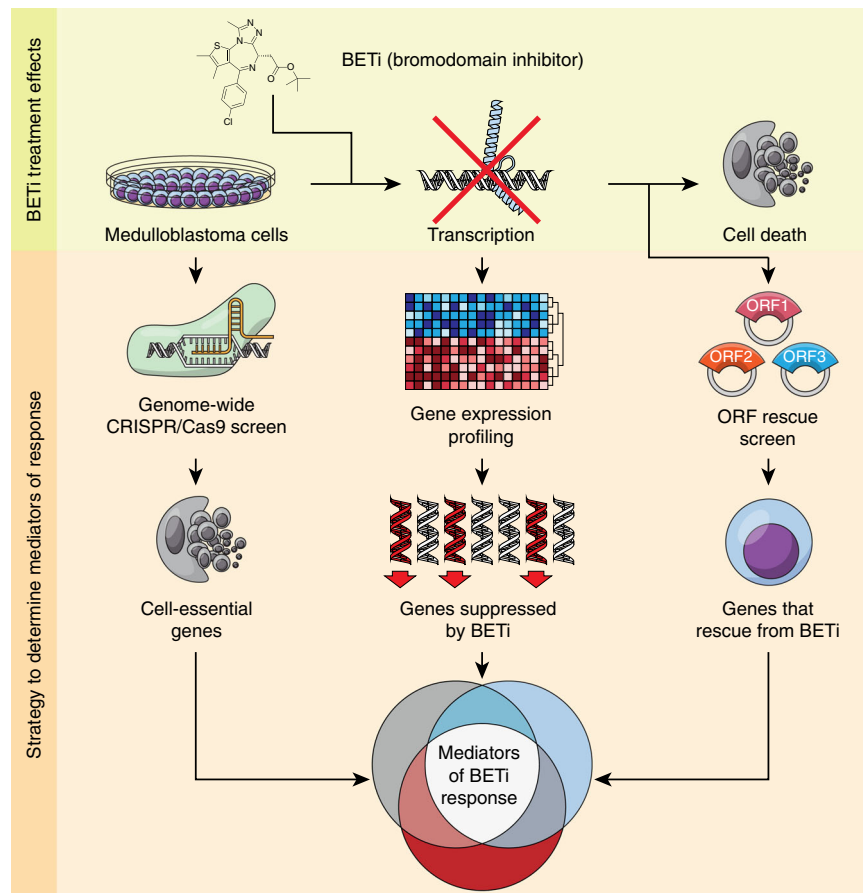 BETi treatment effects
Strategy to determine mediators of response
N
N
N
S
N
O
O
Cl
BETi (bromodomain inhibitor)
Medulloblastoma cells
Transcription
Cell death
ORF1
ORF2
ORF3
Genome-wide
CRISPR/Cas9 screen
Gene expression
profiling
ORF rescue
screen
Cell-essential
genes
Genes suppressed
by BETi
Genes that
rescue from BETi
Mediators
of BETi
response